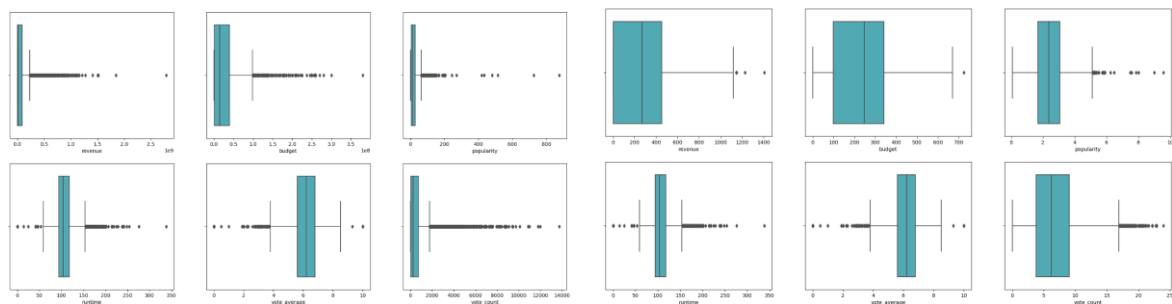 0.0 0.5 1.0 1.5 2.0 2.5
revenue 1e9
0.0 0.5 1.0 1.5 2.0 2.5 3.0 3.5
budget 1e8
0 200 400 600 800
popularity
0 200 400 600 800 1000 1200 1400
revenue
0 100 200 300 400 500 600 700
budget
0 2 4 6 8 10
popularity
0 50 100 150 200 250 300 350
runtime
0 2 4 6 8 10
vote_average
0 2000 4000 6000 8000 10000 12000 14000
vote_count
0 50 100 150 200 250 300 350
runtime
0 2 4 6 8 10
vote_average
0 5 10 15 20
vote_count